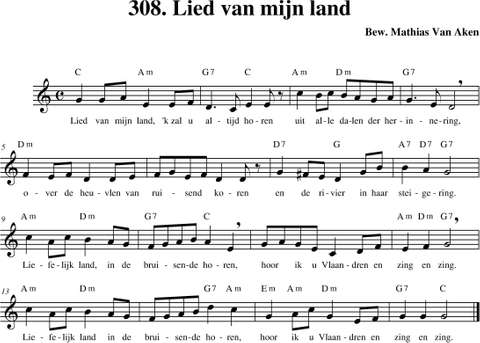 308. Lied van mijn land
Bew. Mathias Van Aken
C Am G7 C Am Dm G7
Lied van mijn land, 'k zal u al-tijd ho-ren uit al-le da-len der her-in-ne-ring,
5
Dm G A7 D7 G
o-ver de heu-vlen van rui-send ko-ren en de ri-vier in haar stei-ge-ring.
9
Am Dm G7 C Am Dm G7
Lie-fe-lijk land, in de brui-sen-de ho-ren, hoor ik u Vlaan-dren en zing en zing.
13
Am Dm G7 Am Em Am Dm G7 C
Lie-fe-lijk land in de brui-sen-de ho-ren, hoor ik u Vlaan-dren en zing en zing.